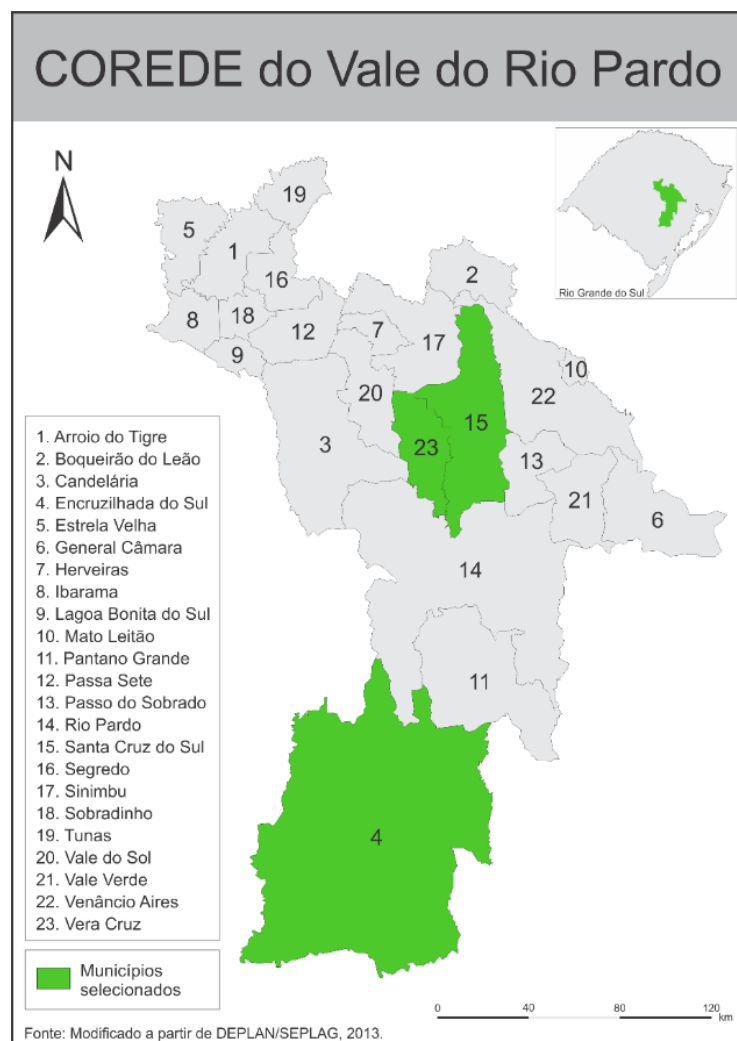 COREDE do Vale do Rio Pardo
N
19
5
1
2
16
8
18
12
7
17
9
10
20
22
15
3
23
13
21
6
14
11
4
Rio Grande do Sul
1. Arroio do Tigre
2. Boqueirão do Leão
3. Candelária
4. Encruzilhada do Sul
5. Estrela Velha
6. General Câmara
7. Herveiras
8. Ibarama
9. Lagoa Bonita do Sul
10. Mato Leitão
11. Pantano Grande
12. Passa Sete
13. Passo do Sobrado
14. Rio Pardo
15. Santa Cruz do Sul
16. Segredo
17. Sinimbu
18. Sobradinho
19. Tunas
20. Vale do Sol
21. Vale Verde
22. Venâncio Aires
23. Vera Cruz
Municípios
selecionados
0 40 80 120
km
Fonte: Modificado a partir de DEPLAN/SEPLAG, 2013.